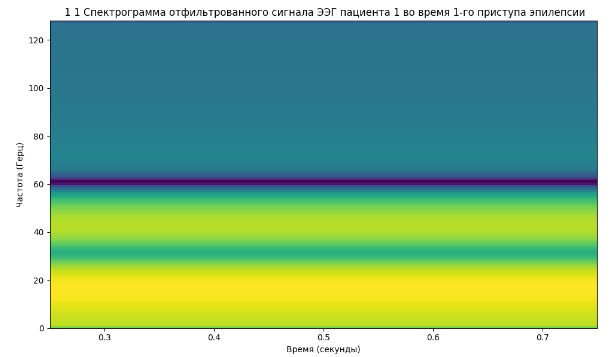 1 1 Спектрограмма отфильтрованного сигнала ЭЭГ пациента 1 во время 1-го приступа эпилепсии
120
100
80
60
40
20
0
Частота (Герц)
0.3 0.4 0.5 0.6 0.7
Время (секунды)